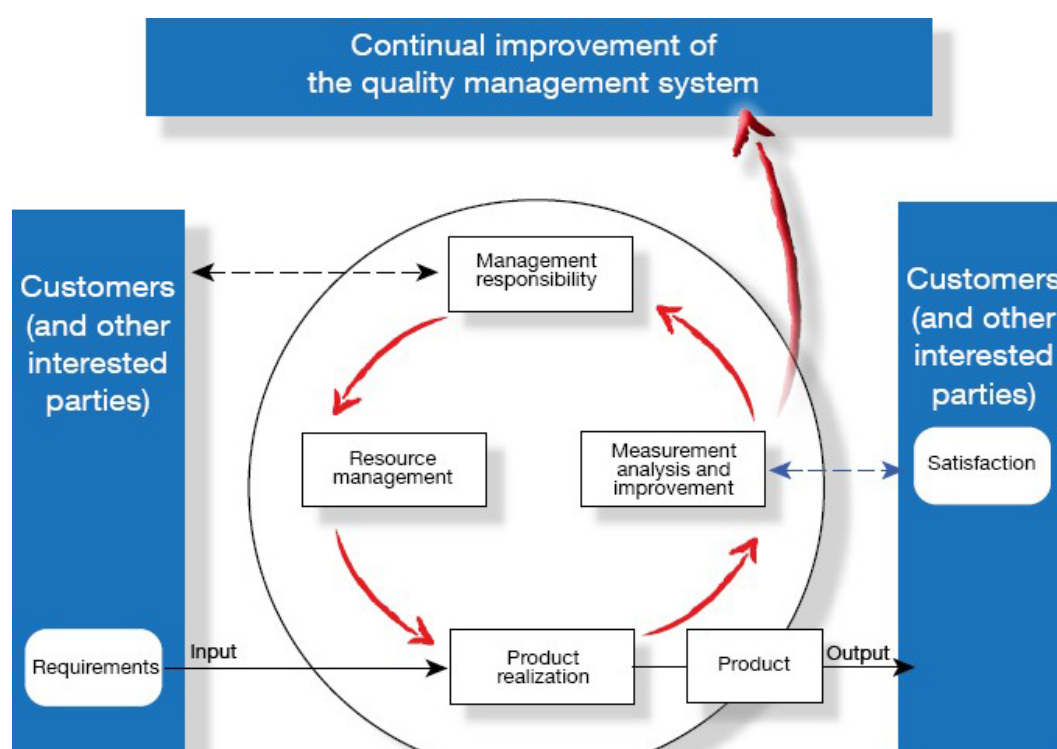 Continual improvement of
the quality management system
Customers
(and other
interested
parties)
Requirements
Input
Management
responsibility
Resource
management
Measurement
analysis and
improvement
Product
realization
Product
Output
Customers
(and other
interested
parties)
Satisfaction